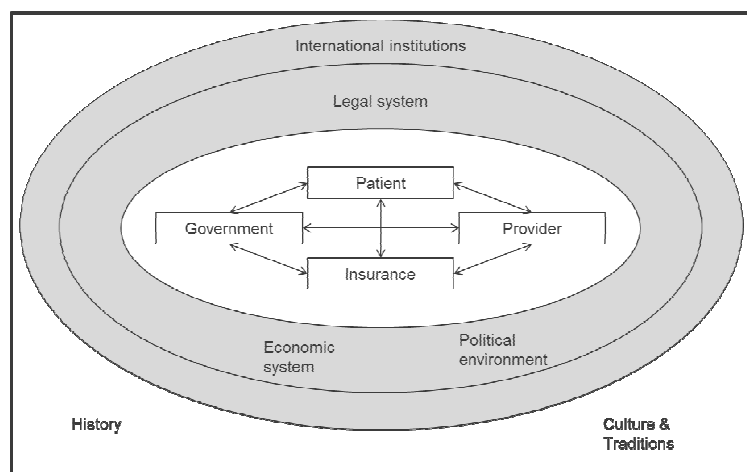 International institutions
Legal system
Patient
Government
Provider
Insurance
Economic
system
Political
environment
History
Culture &
Traditions